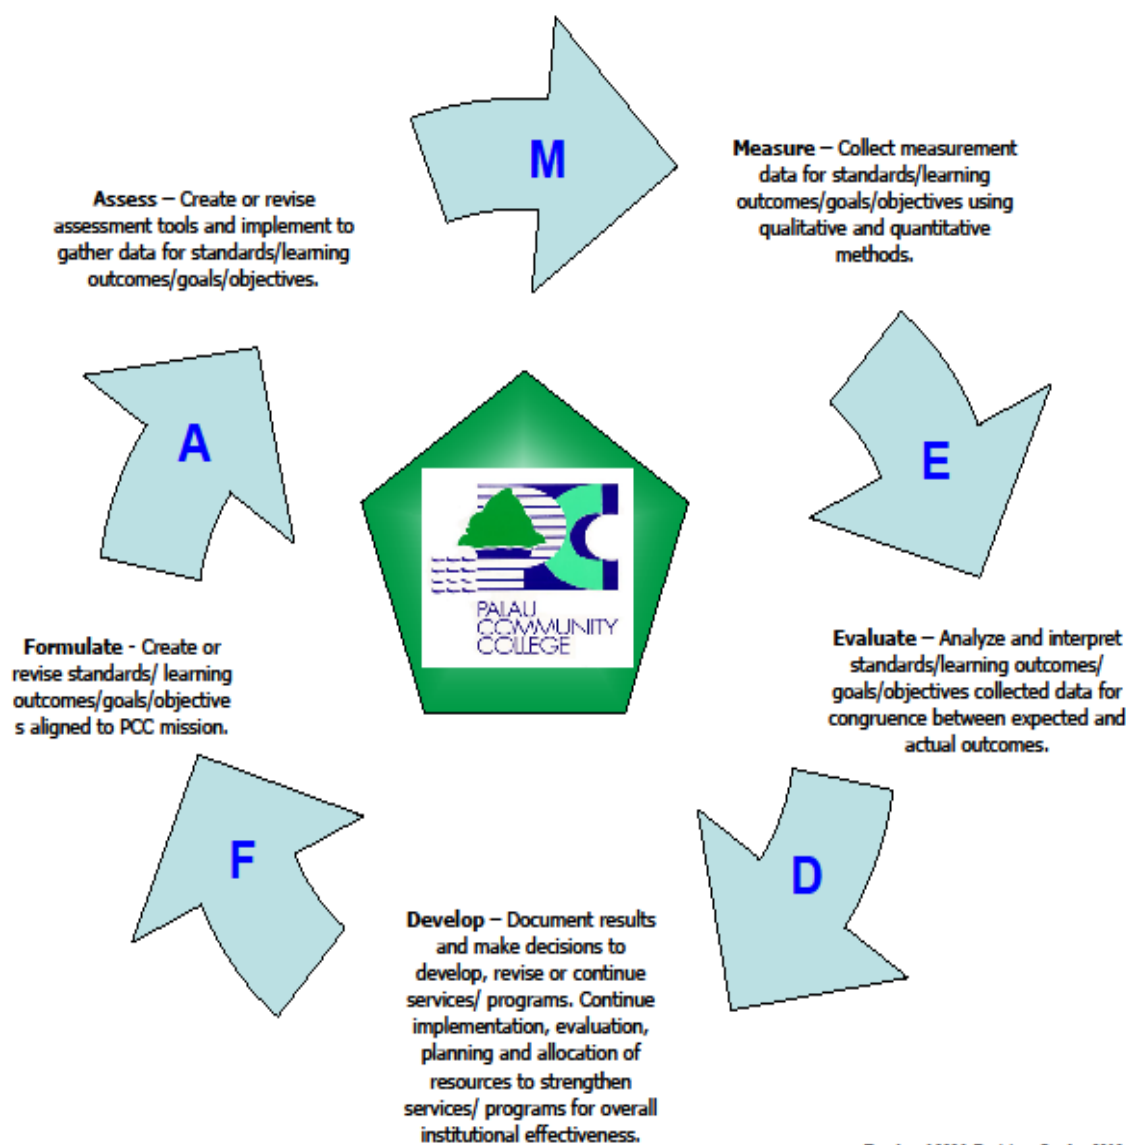 M
Measure – Collect measurement
data for standards/learning
outcomes/goals/objectives using
qualitative and quantitative
methods.
Assess – Create or revise
assessment tools and implement to
gather data for standards/learning
outcomes/goals/objectives.
A
E
PALAU
COMMUNITY
COLLEGE
Formulate - Create or
revise standards/ learning
outcomes/goals/objective
s aligned to PCC mission.
Evaluate – Analyze and interpret
standards/learning outcomes/
goals/objectives collected data for
congruence between expected and
actual outcomes.
F
D
Develop – Document results
and make decisions to
develop, revise or continue
services/ programs. Continue
implementation, evaluation,
planning and allocation of
resources to strengthen
services/ programs for overall
institutional effectiveness.